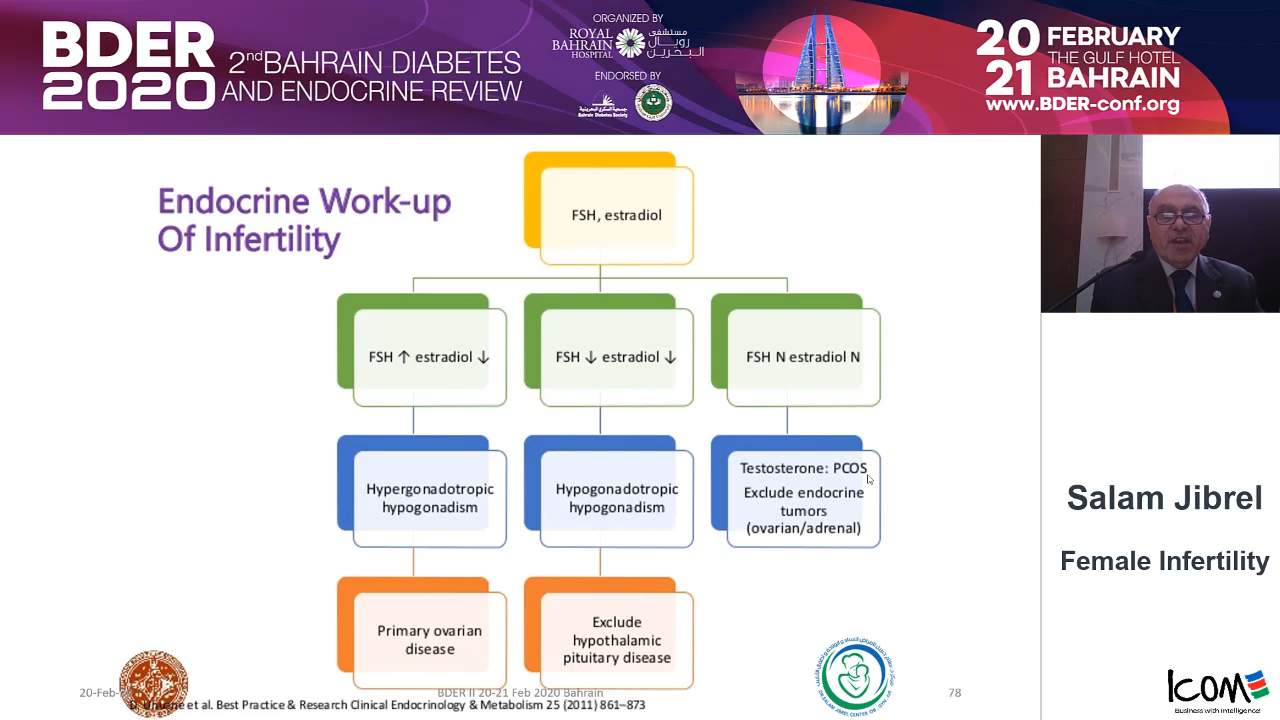 BDER
2020
2nd BAHRAIN DIABETES
AND ENDOCRINE REVIEW
ORGANIZED BY
ROYAL
BAHRAIN
HOSPITAL
مستشفى
رويال
البحرين
ENDORSED BY
Bahrain Diabetes Society
20 FEBRUARY
21 THE GULF HOTEL
BAHRAIN
www.BDER-conf.org
Endocrine Work-up
Of Infertility
FSH, estradiol
FSH ↑ estradiol ↓
FSH ↓ estradiol ↓
FSH N estradiol N
Hypergonadotropic
hypogonadism
Hypogonadotropic
hypogonadism
Testosterone: PCOS
Exclude endocrine
tumors
(ovarian/adrenal)
Primary ovarian
disease
Exclude
hypothalamic
pituitary disease
20-Feb-
BDER II 20-21 Feb 2020 Bahrain
78
et al. Best Practice & Research Clinical Endocrinology & Metabolism 25 (2011) 861–873
Salam Jibrel
Female Infertility
ICOM
Business with Intelligence!